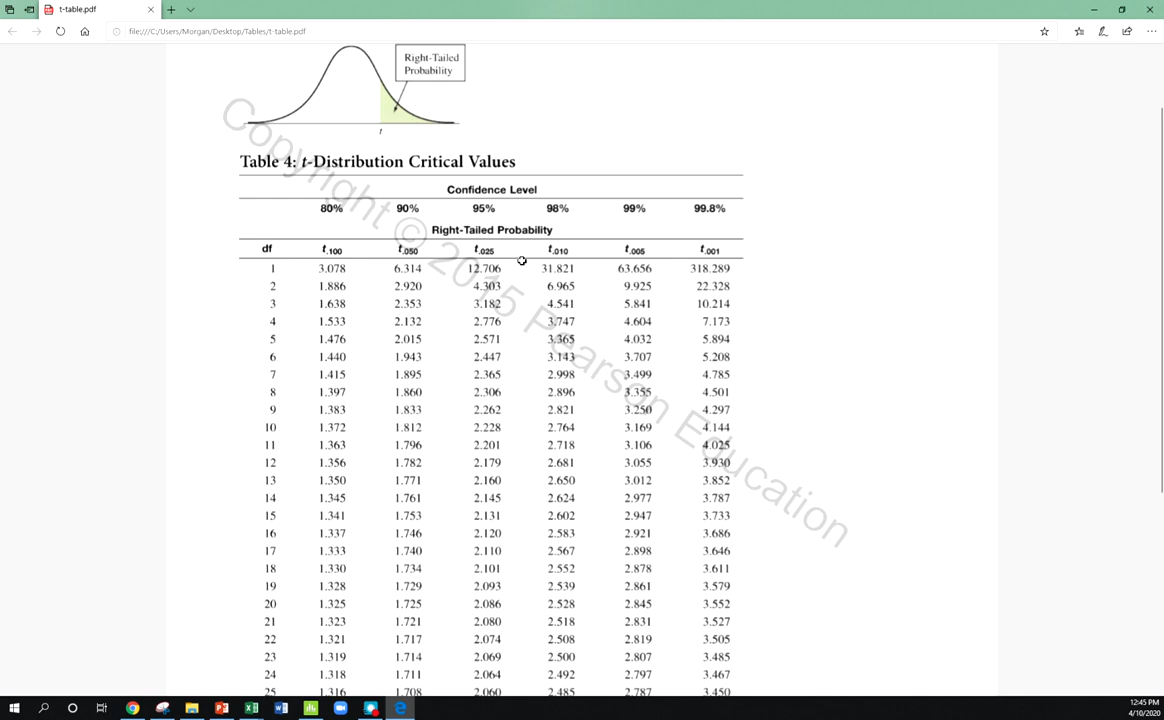 t-table.pdf
file:///C:/Users/Morgan/Desktop/Tables/t-table.pdf
Right-Tailed
Probability
t
Table 4: t-Distribution Critical Values
Confidence Level
80% 90% 95% 98% 99% 99.8%
Right-Tailed Probability
df t.100 t.050 t.025 t.010 t.005 t.001
1 3.078 6.314 12.706 31.821 63.656 318.289
2 1.886 2.920 4.303 6.965 9.925 22.328
3 1.638 2.353 3.182 4.541 5.841 10.214
4 1.533 2.132 2.776 3.747 4.604 7.173
5 1.476 2.015 2.571 3.365 4.032 5.894
6 1.440 1.943 2.447 3.143 3.707 5.208
7 1.415 1.895 2.365 2.998 3.499 4.785
8 1.397 1.860 2.306 2.896 3.355 4.501
9 1.383 1.833 2.262 2.821 3.250 4.297
10 1.372 1.812 2.228 2.764 3.169 4.144
11 1.363 1.796 2.201 2.718 3.106 4.025
12 1.356 1.782 2.179 2.681 3.055 3.930
13 1.350 1.771 2.160 2.650 3.012 3.852
14 1.345 1.761 2.145 2.624 2.977 3.787
15 1.341 1.753 2.131 2.602 2.947 3.733
16 1.337 1.746 2.120 2.583 2.921 3.686
17 1.333 1.740 2.110 2.567 2.898 3.646
18 1.330 1.734 2.101 2.552 2.878 3.611
19 1.328 1.729 2.093 2.539 2.861 3.579
20 1.325 1.725 2.086 2.528 2.845 3.552
21 1.323 1.721 2.080 2.518 2.831 3.527
22 1.321 1.717 2.074 2.508 2.819 3.505
23 1.319 1.714 2.069 2.500 2.807 3.485
24 1.318 1.711 2.064 2.492 2.797 3.467
25 1.316 1.708 2.060 2.485 2.787 3.450
Copyright © 2015 Pearson Education
12:45 PM
4/10/2020